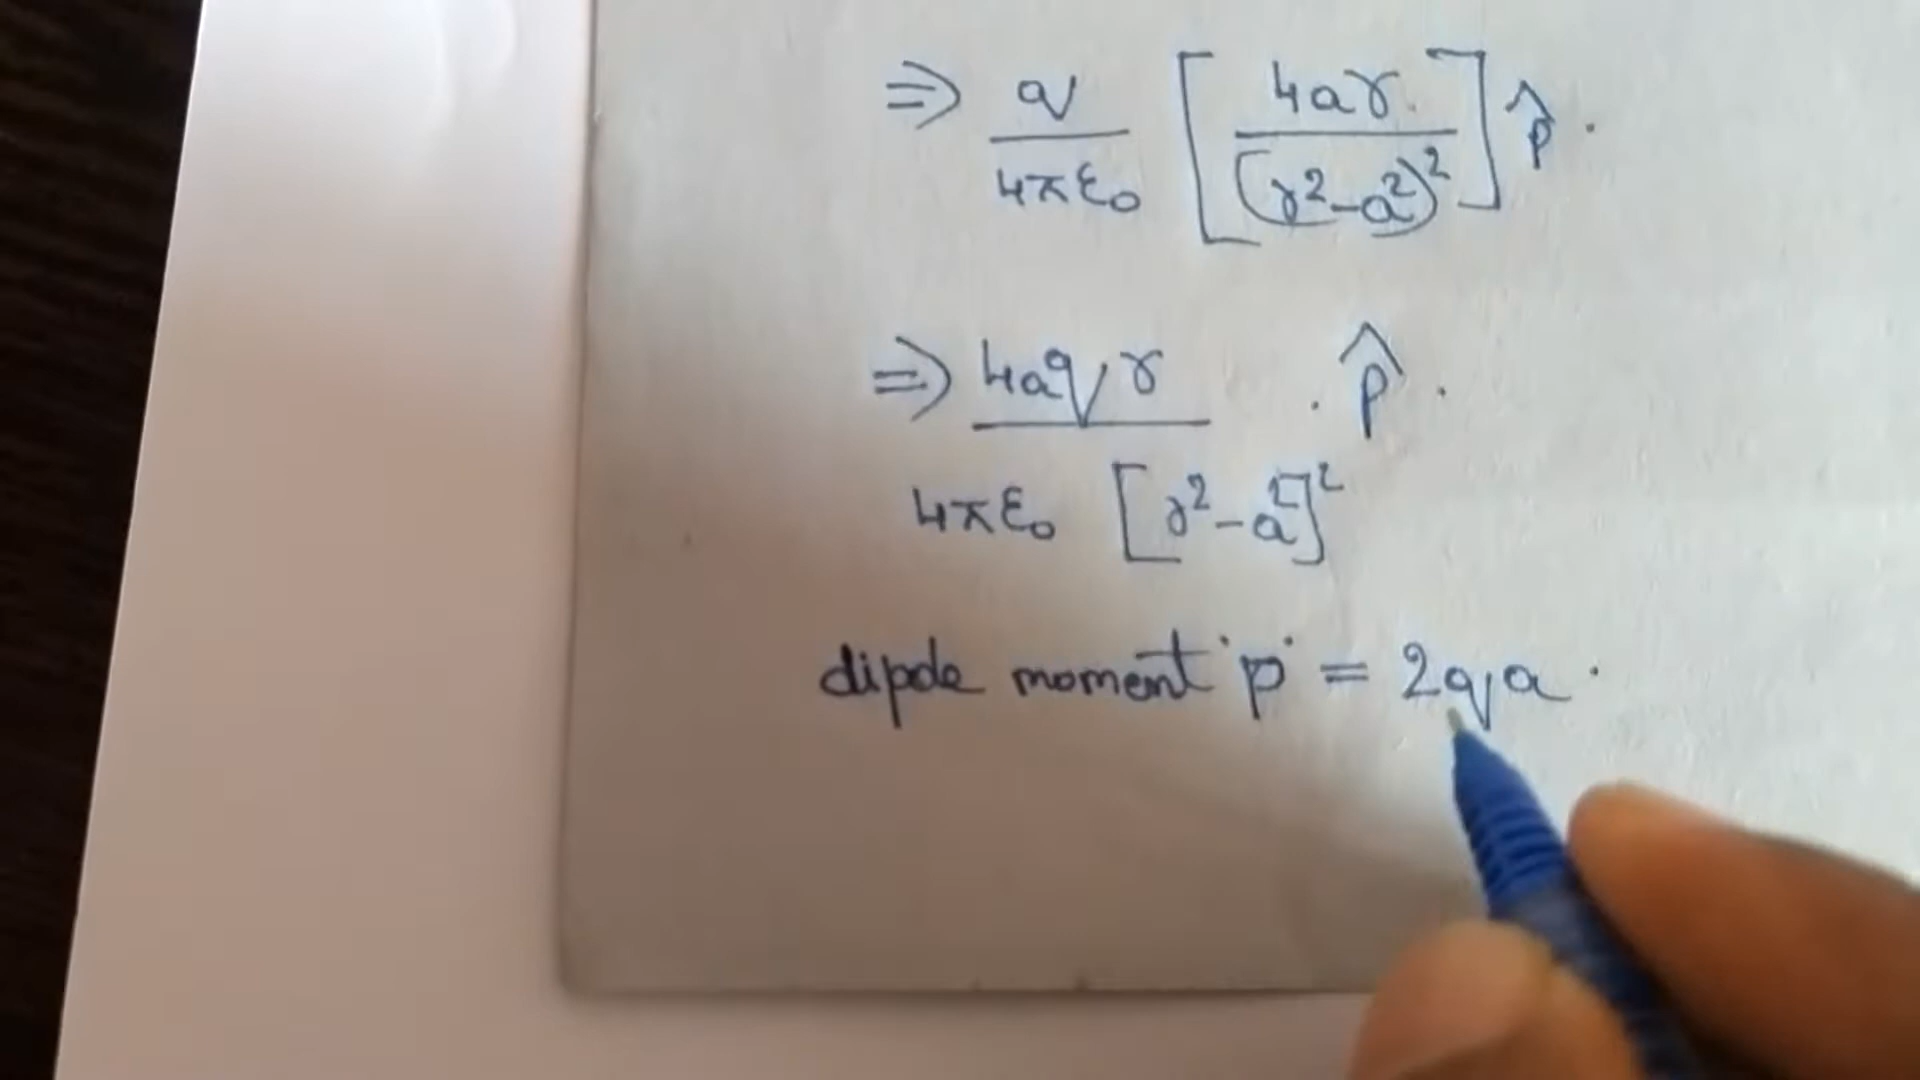 ⇒ q/4πε₀ [4ar/(r²-a²)²] p̂.
⇒ 4aqr/4πε₀ [r²-a²]² . p̂.
dipole moment 'p' = 2qa.